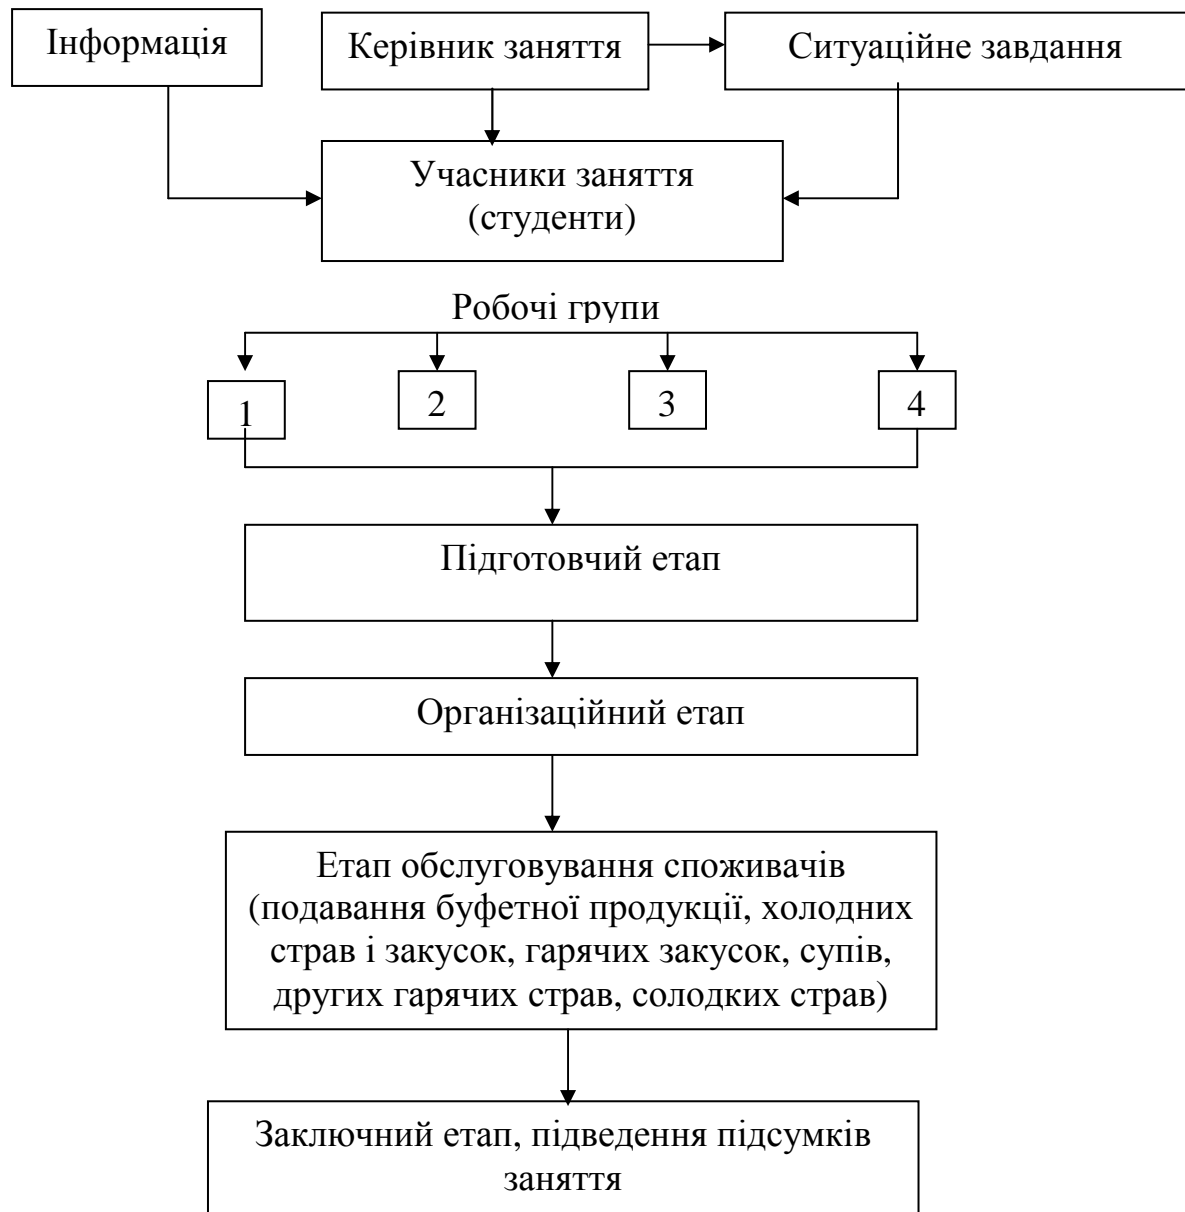 Інформація
Керівник заняття
Ситуаційне завдання
Учасники заняття
(студенти)
Робочі групи
1
2
3
4
Підготовчий етап
Організаційний етап
Етап обслуговування споживачів
(подавання буфетної продукції, холодних
страв і закусок, гарячих закусок, супів,
других гарячих страв, солодких страв)
Заключний етап, підведення підсумків
заняття